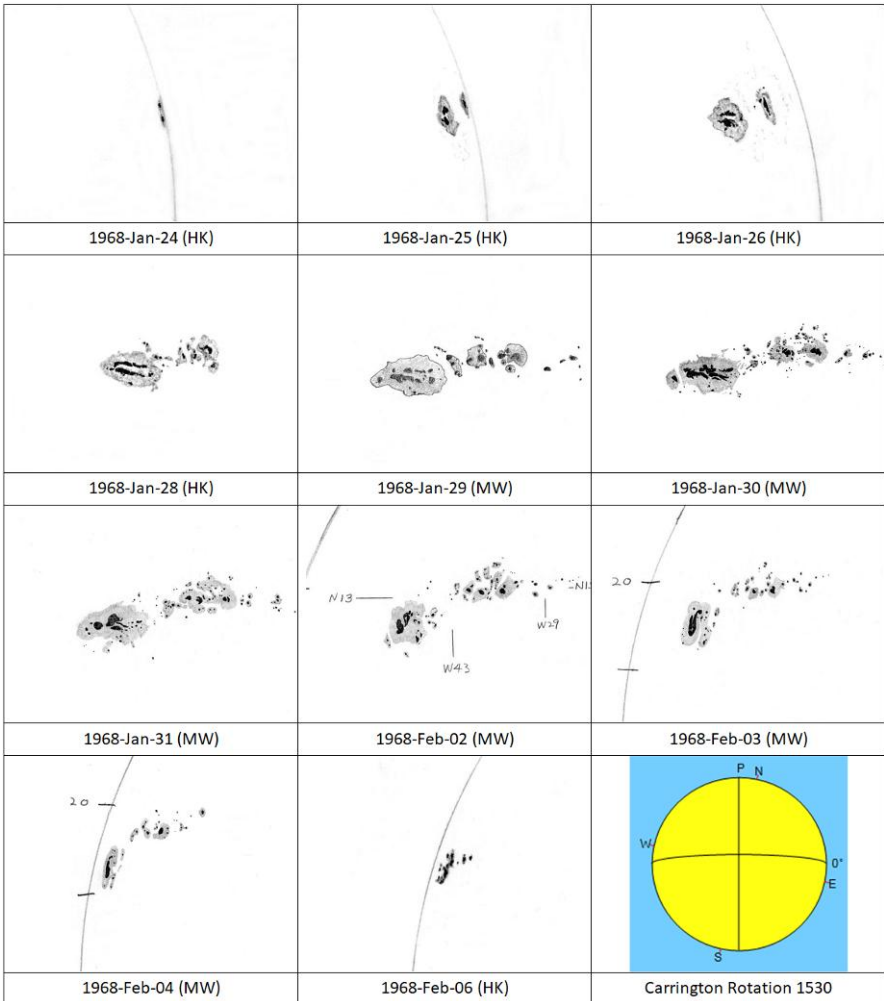 1968-Jan-24 (HK)
1968-Jan-25 (HK)
1968-Jan-26 (HK)
1968-Jan-28 (HK)
1968-Jan-29 (MW)
1968-Jan-30 (MW)
N13
W43
W29
20
1968-Jan-31 (MW)
1968-Feb-02 (MW)
1968-Feb-03 (MW)
20
P
N
W
0°
E
S
1968-Feb-04 (MW)
1968-Feb-06 (HK)
Carrington Rotation 1530